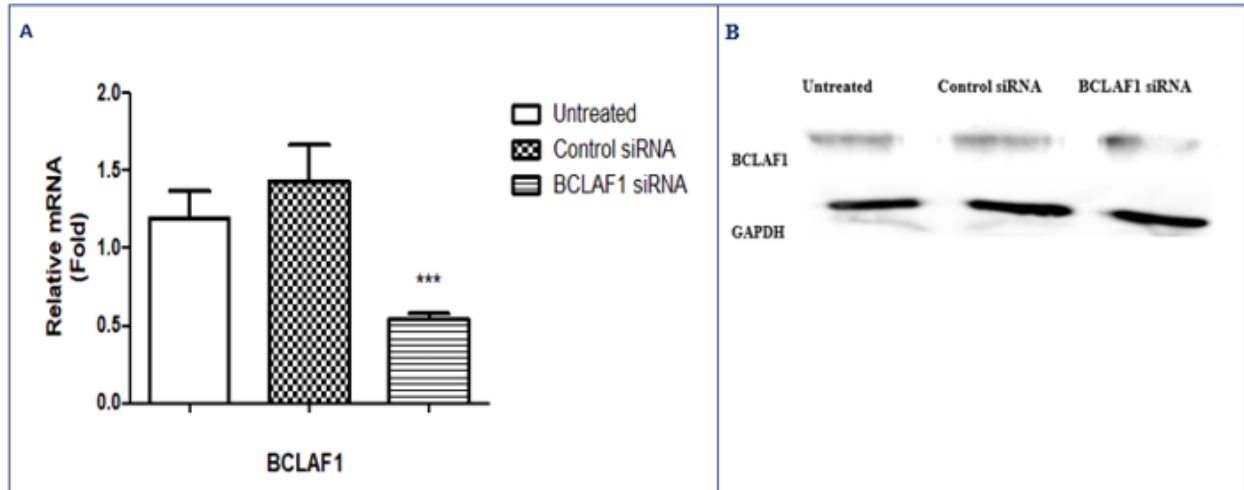 A
Relative mRNA
(Fold)
2.0
1.5
1.0
0.5
0.0
***
BCLAF1
Untreated
Control siRNA
BCLAF1 siRNA
B
Untreated Control siRNA BCLAF1 siRNA
BCLAF1
GAPDH